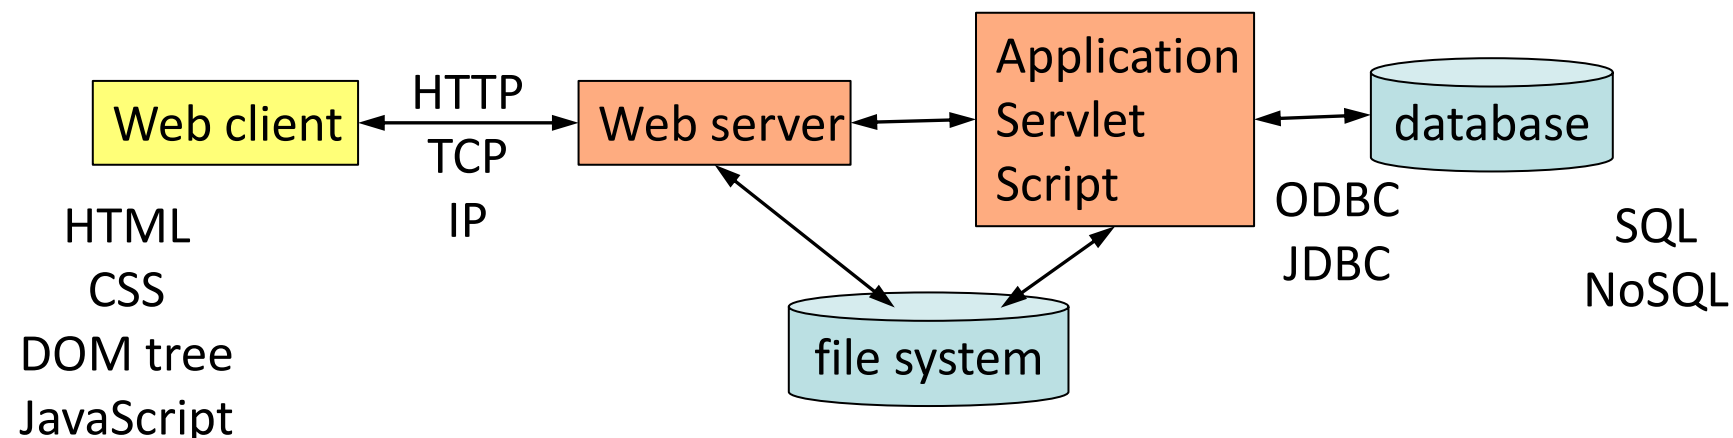 Web client
HTTP
TCP
IP
Web server
Application
Servlet
Script
database
ODBC
JDBC
SQL
NoSQL
HTML
CSS
DOM tree
JavaScript
file system